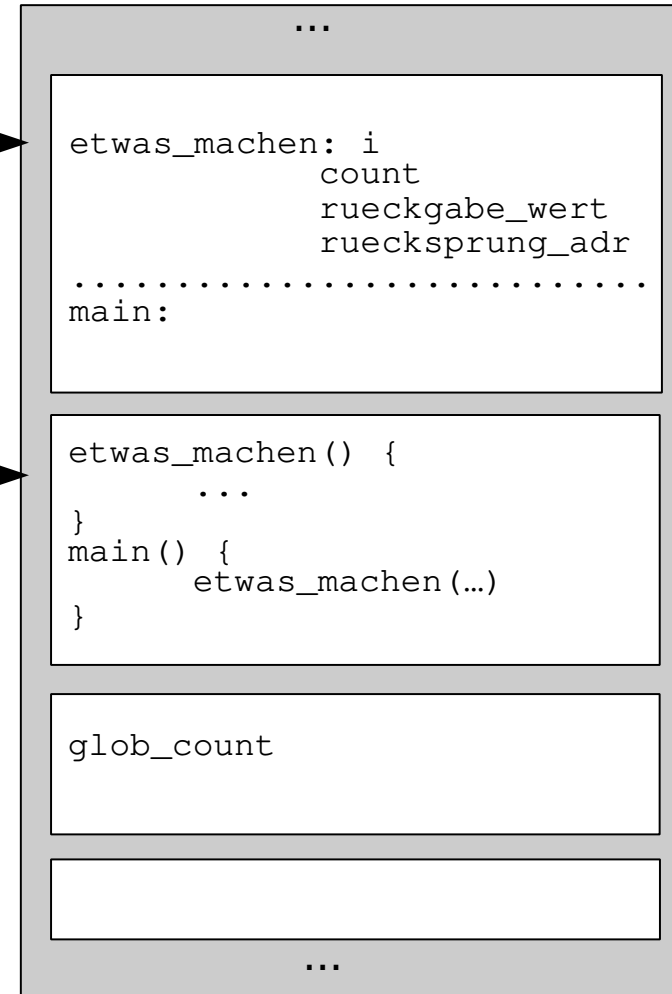 ...
etwas_machen: i
count
rueckgabe_wert
ruecksprung_adr
............................
main:
etwas_machen() {
...
}
main() {
etwas_machen(…)
}
glob_count
...